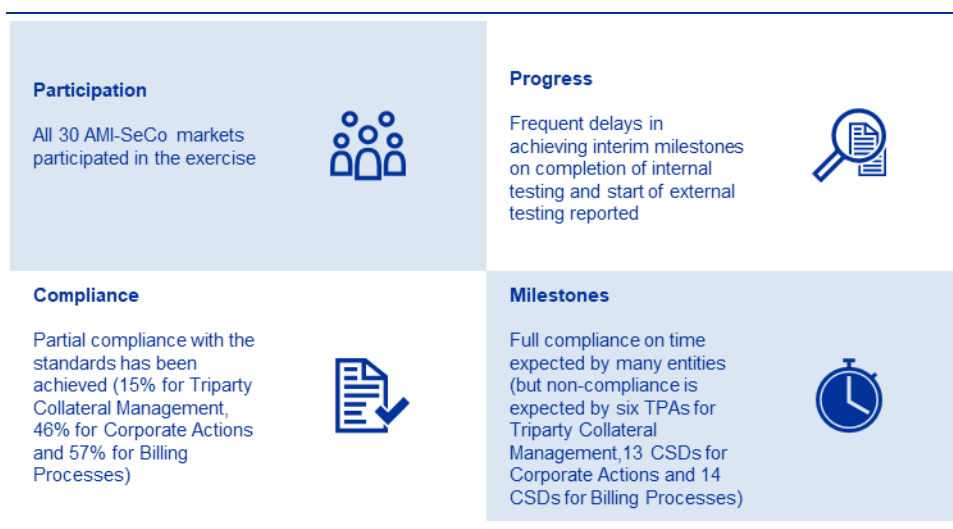 Participation
All 30 AMI-SeCo markets
participated in the exercise
Progress
Frequent delays in
achieving interim milestones
on completion of internal
testing and start of external
testing reported
Compliance
Partial compliance with the
standards has been
achieved (15% for Triparty
Collateral Management,
46% for Corporate Actions
and 57% for Billing
Processes)
Milestones
Full compliance on time
expected by many entities
(but non-compliance is
expected by six TPAs for
Triparty Collateral
Management,13 CSDs for
Corporate Actions and 14
CSDs for Billing Processes)